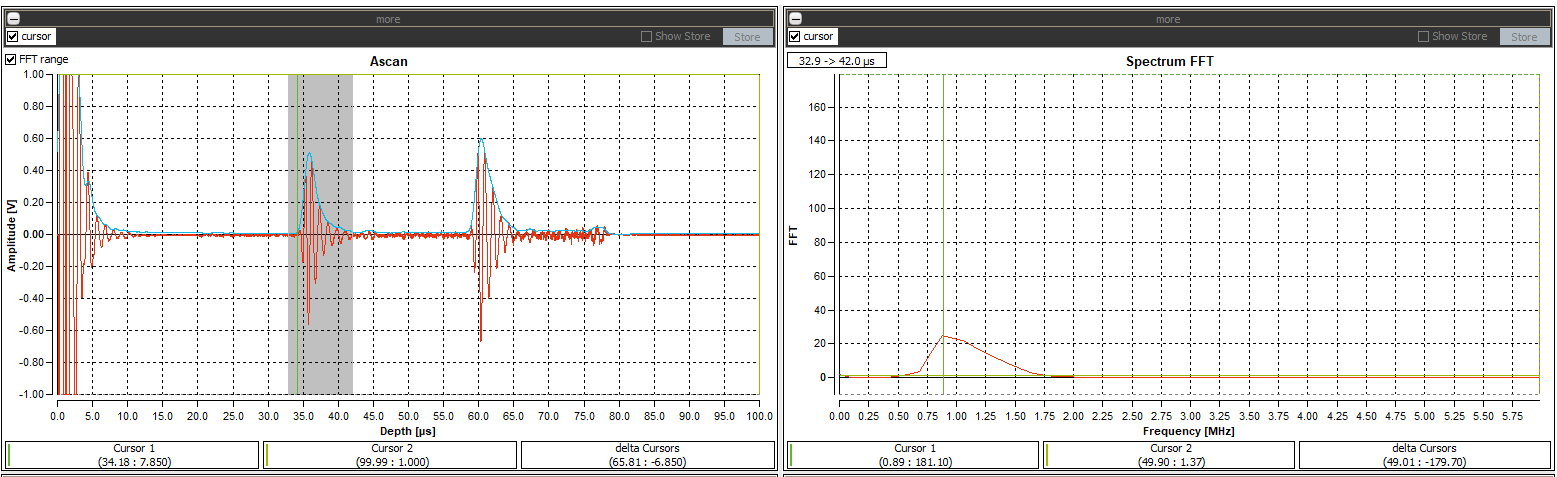 more
cursor
Show Store
Store
FFT range
Ascan
1.00
0.80
0.60
0.40
0.20
0.00
-0.20
-0.40
-0.60
-0.80
-1.00
Amplitude [V]
0.0 5.0 10.0 15.0 20.0 25.0 30.0 35.0 40.0 45.0 50.0 55.0 60.0 65.0 70.0 75.0 80.0 85.0 90.0 95.0 100.0
Depth [µs]
Cursor 1
(34.18 : 7.850)
Cursor 2
(99.99 : 1.000)
delta Cursors
(65.81 : -6.850)
more
cursor
Show Store
Store
32.9 -> 42.0 µs
Spectrum FFT
160
140
120
100
80
60
40
20
0
FFT
0.00 0.25 0.50 0.75 1.00 1.25 1.50 1.75 2.00 2.25 2.50 2.75 3.00 3.25 3.50 3.75 4.00 4.25 4.50 4.75 5.00 5.25 5.50 5.75
Frequency [MHz]
Cursor 1
(0.89 : 181.10)
Cursor 2
(49.90 : 1.37)
delta Cursors
(49.01 : -179.70)